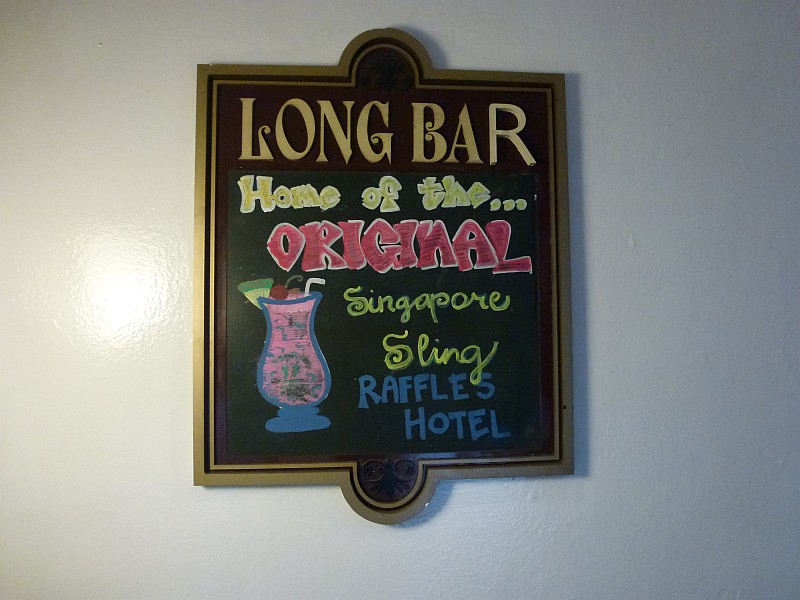 LONG BAR
Home of the...
ORIGINAL
Singapore
Sling
RAFFLES
HOTEL